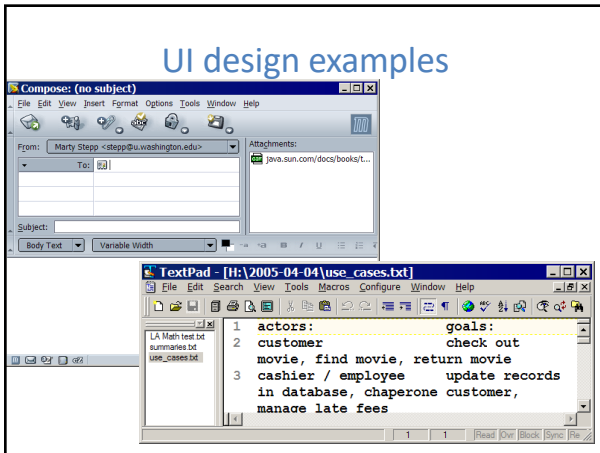 UI design examples
Compose: (no subject)
File Edit View Insert Format Options Tools Window Help
From: Marty Stepp <stepp@u.washington.edu>
Attachments:
To:
java.sun.com/docs/books/t...
Subject:
Body Text Variable Width
TextPad - [H:\2005-04-04\use_cases.txt]
File Edit Search View Tools Macros Configure Window Help
LA Math test.txt
summaries.txt
use_cases.txt
1 actors: goals:
2 customer check out
movie, find movie, return movie
3 cashier / employee update records
in database, chaperone customer,
manage late fees
1 1 Read Ovr Block Sync Re